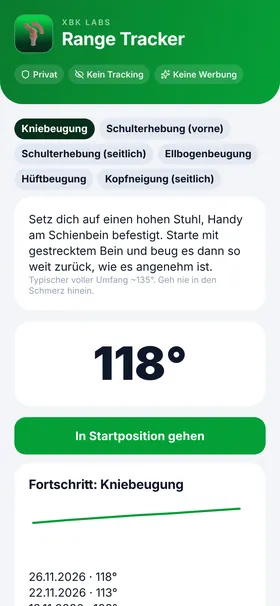 XBK LABS
Range Tracker
Privat
Kein Tracking
Keine Werbung
Kniebeugung
Schulterhebung (vorne)
Schulterhebung (seitlich)
Ellbogenbeugung
Hüftbeugung
Kopfneigung (seitlich)
Setz dich auf einen hohen Stuhl, Handy
am Schienbein befestigt. Starte mit
gestrecktem Bein und beug es dann so
weit zurück, wie es angenehm ist.
Typischer voller Umfang ~135°. Geh nie in den
Schmerz hinein.
118°
In Startposition gehen
Fortschritt: Kniebeugung
26.11.2026 · 118°
22.11.2026 · 113°